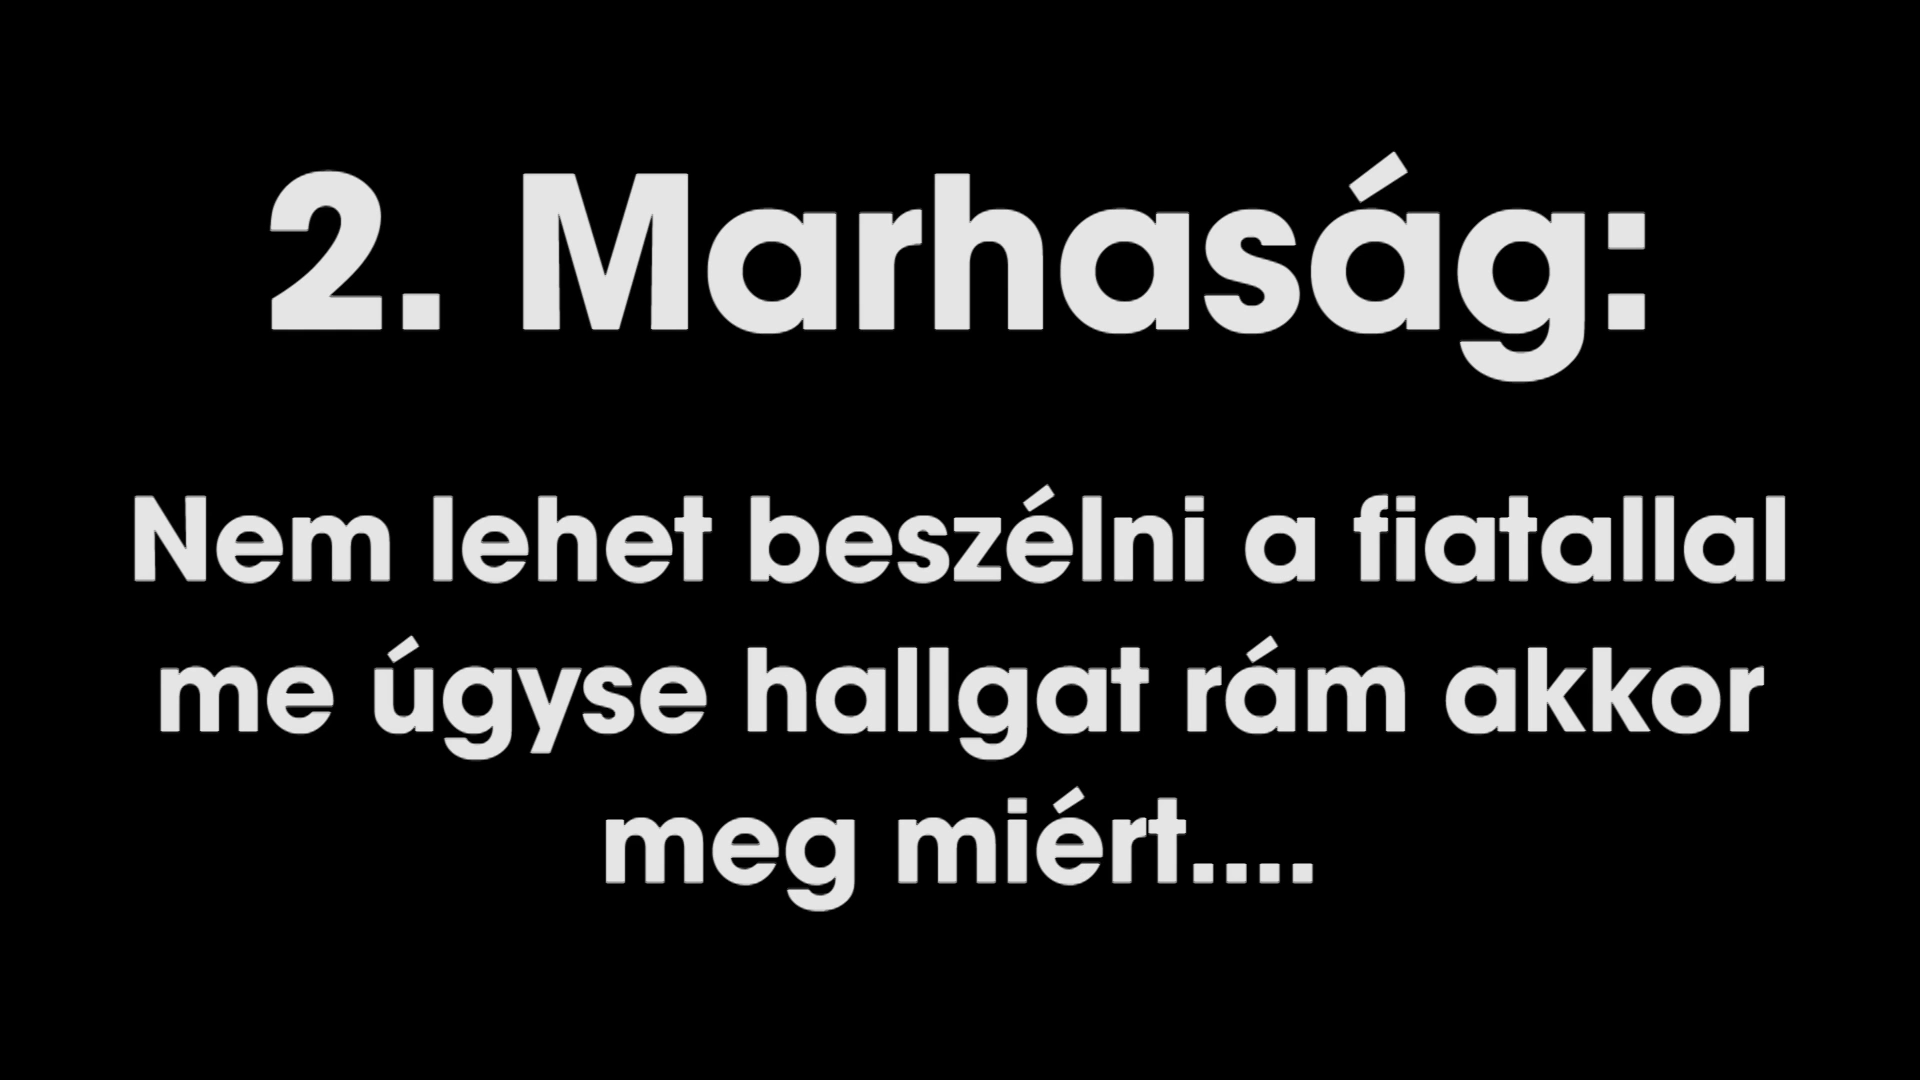 2. Marhaság:
Nem lehet beszélni a fiatallal
me úgyse hallgat rám akkor
meg miért....